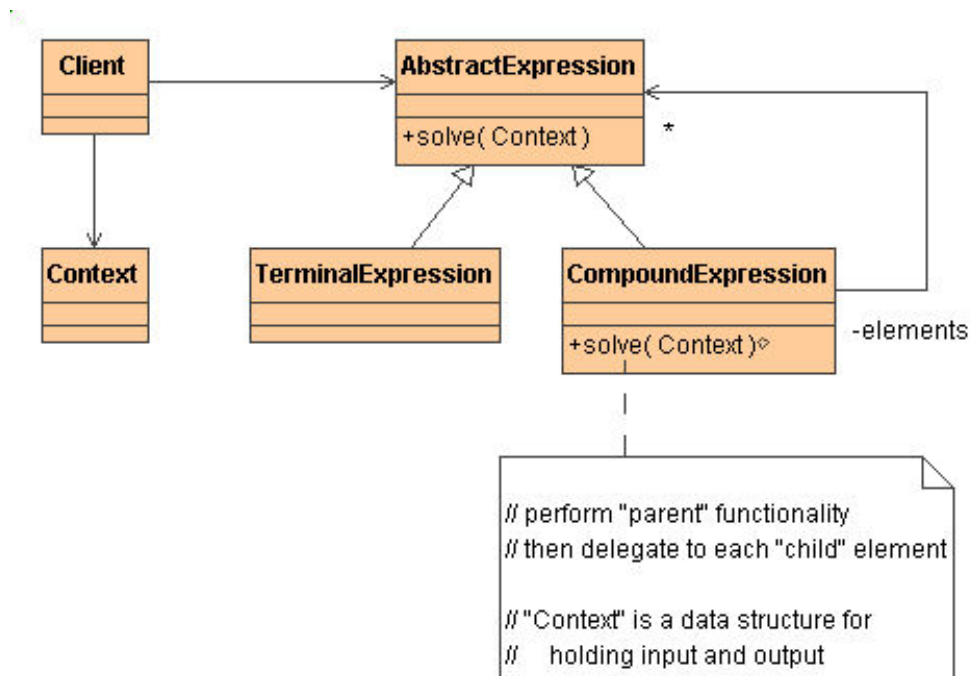 Client
AbstractExpression
+solve( Context )
*
Context
TerminalExpression
CompoundExpression
+solve( Context )
-elements
// perform "parent" functionality
// then delegate to each "child" element
// "Context" is a data structure for
// holding input and output